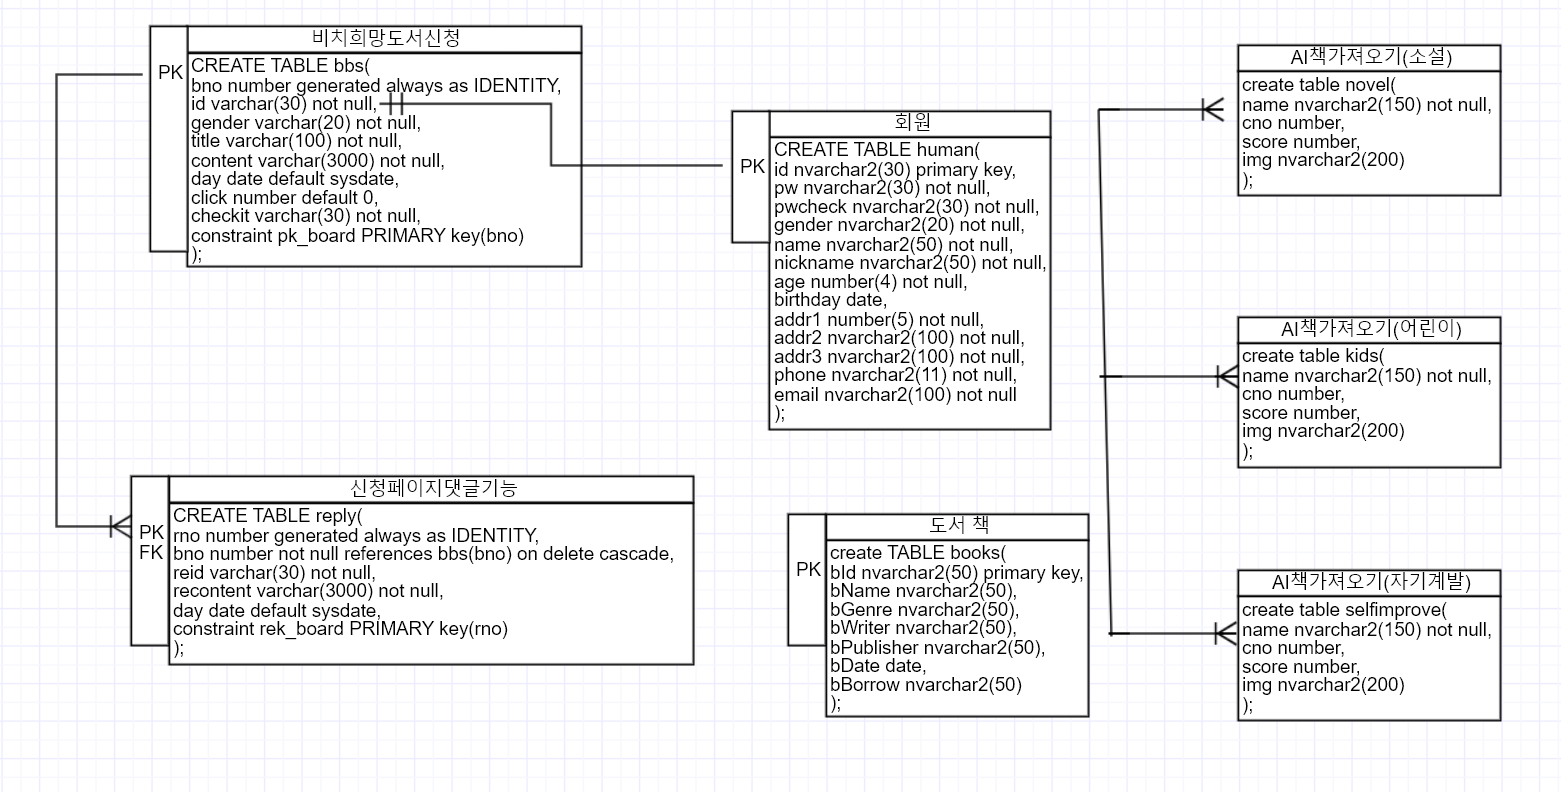 비치희망도서신청
PK
CREATE TABLE bbs(
bno number generated always as IDENTITY,
id varchar(30) not null,
gender varchar(20) not null,
title varchar(100) not null,
content varchar(3000) not null,
day date default sysdate,
click number default 0,
checkit varchar(30) not null,
constraint pk_board PRIMARY key(bno)
);
회원
PK
CREATE TABLE human(
id nvarchar2(30) primary key,
pw nvarchar2(30) not null,
pwcheck nvarchar2(30) not null,
gender nvarchar2(20) not null,
name nvarchar2(50) not null,
nickname nvarchar2(50) not null,
age number(4) not null,
birthday date,
addr1 number(5) not null,
addr2 nvarchar2(100) not null,
addr3 nvarchar2(100) not null,
phone nvarchar2(11) not null,
email nvarchar2(100) not null
);
AI책가져오기(소설)
create table novel(
name nvarchar2(150) not null,
cno number,
score number,
img nvarchar2(200)
);
AI책가져오기(어린이)
create table kids(
name nvarchar2(150) not null,
cno number,
score number,
img nvarchar2(200)
);
신청페이지댓글기능
PK
FK
CREATE TABLE reply(
rno number generated always as IDENTITY,
bno number not null references bbs(bno) on delete cascade,
reid varchar(30) not null,
recontent varchar(3000) not null,
day date default sysdate,
constraint rek_board PRIMARY key(rno)
);
도서 책
PK
create TABLE books(
bId nvarchar2(50) primary key,
bName nvarchar2(50),
bGenre nvarchar2(50),
bWriter nvarchar2(50),
bPublisher nvarchar2(50),
bDate date,
bBorrow nvarchar2(50)
);
AI책가져오기(자기계발)
create table selfimprove(
name nvarchar2(150) not null,
cno number,
score number,
img nvarchar2(200)
);